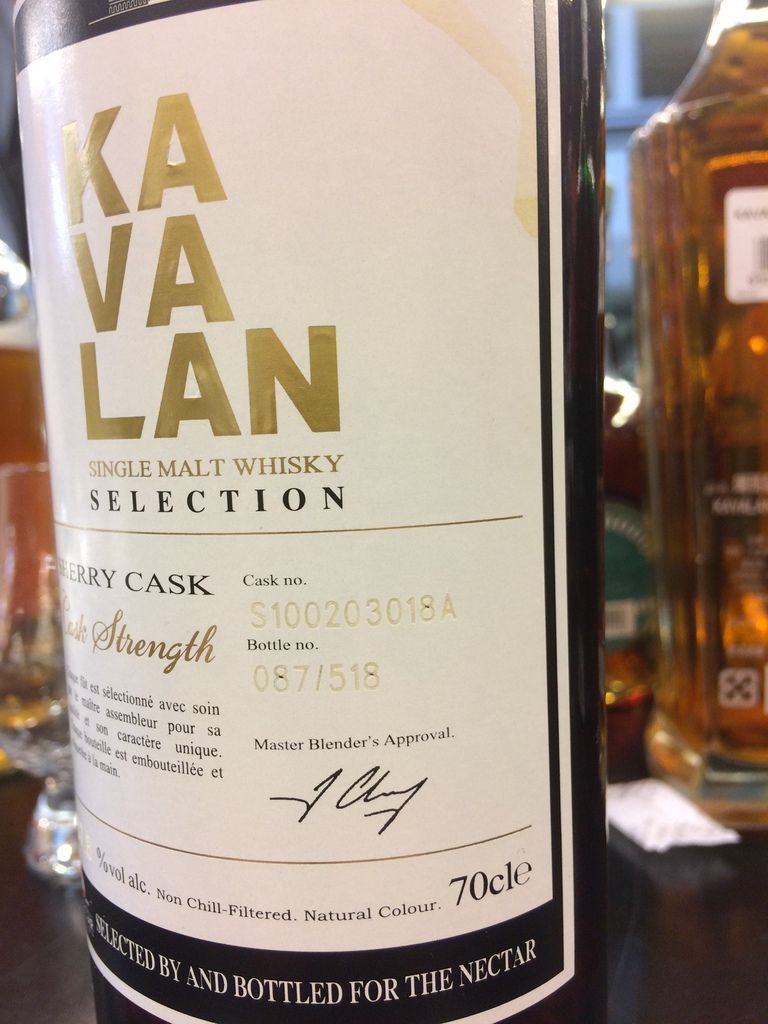 KA
VA
LAN
SINGLE MALT WHISKY
SELECTION
SHERRY CASK
Cask Strength
Cask no.
S100203018A
Bottle no.
087/518
est sélectionné avec soin
le maître assembleur pour sa
et son caractère unique.
bouteille est embouteillée et
à la main.
Master Blender's Approval.
%vol alc. Non Chill-Filtered. Natural Colour. 70cle
SELECTED BY AND BOTTLED FOR THE NECTAR